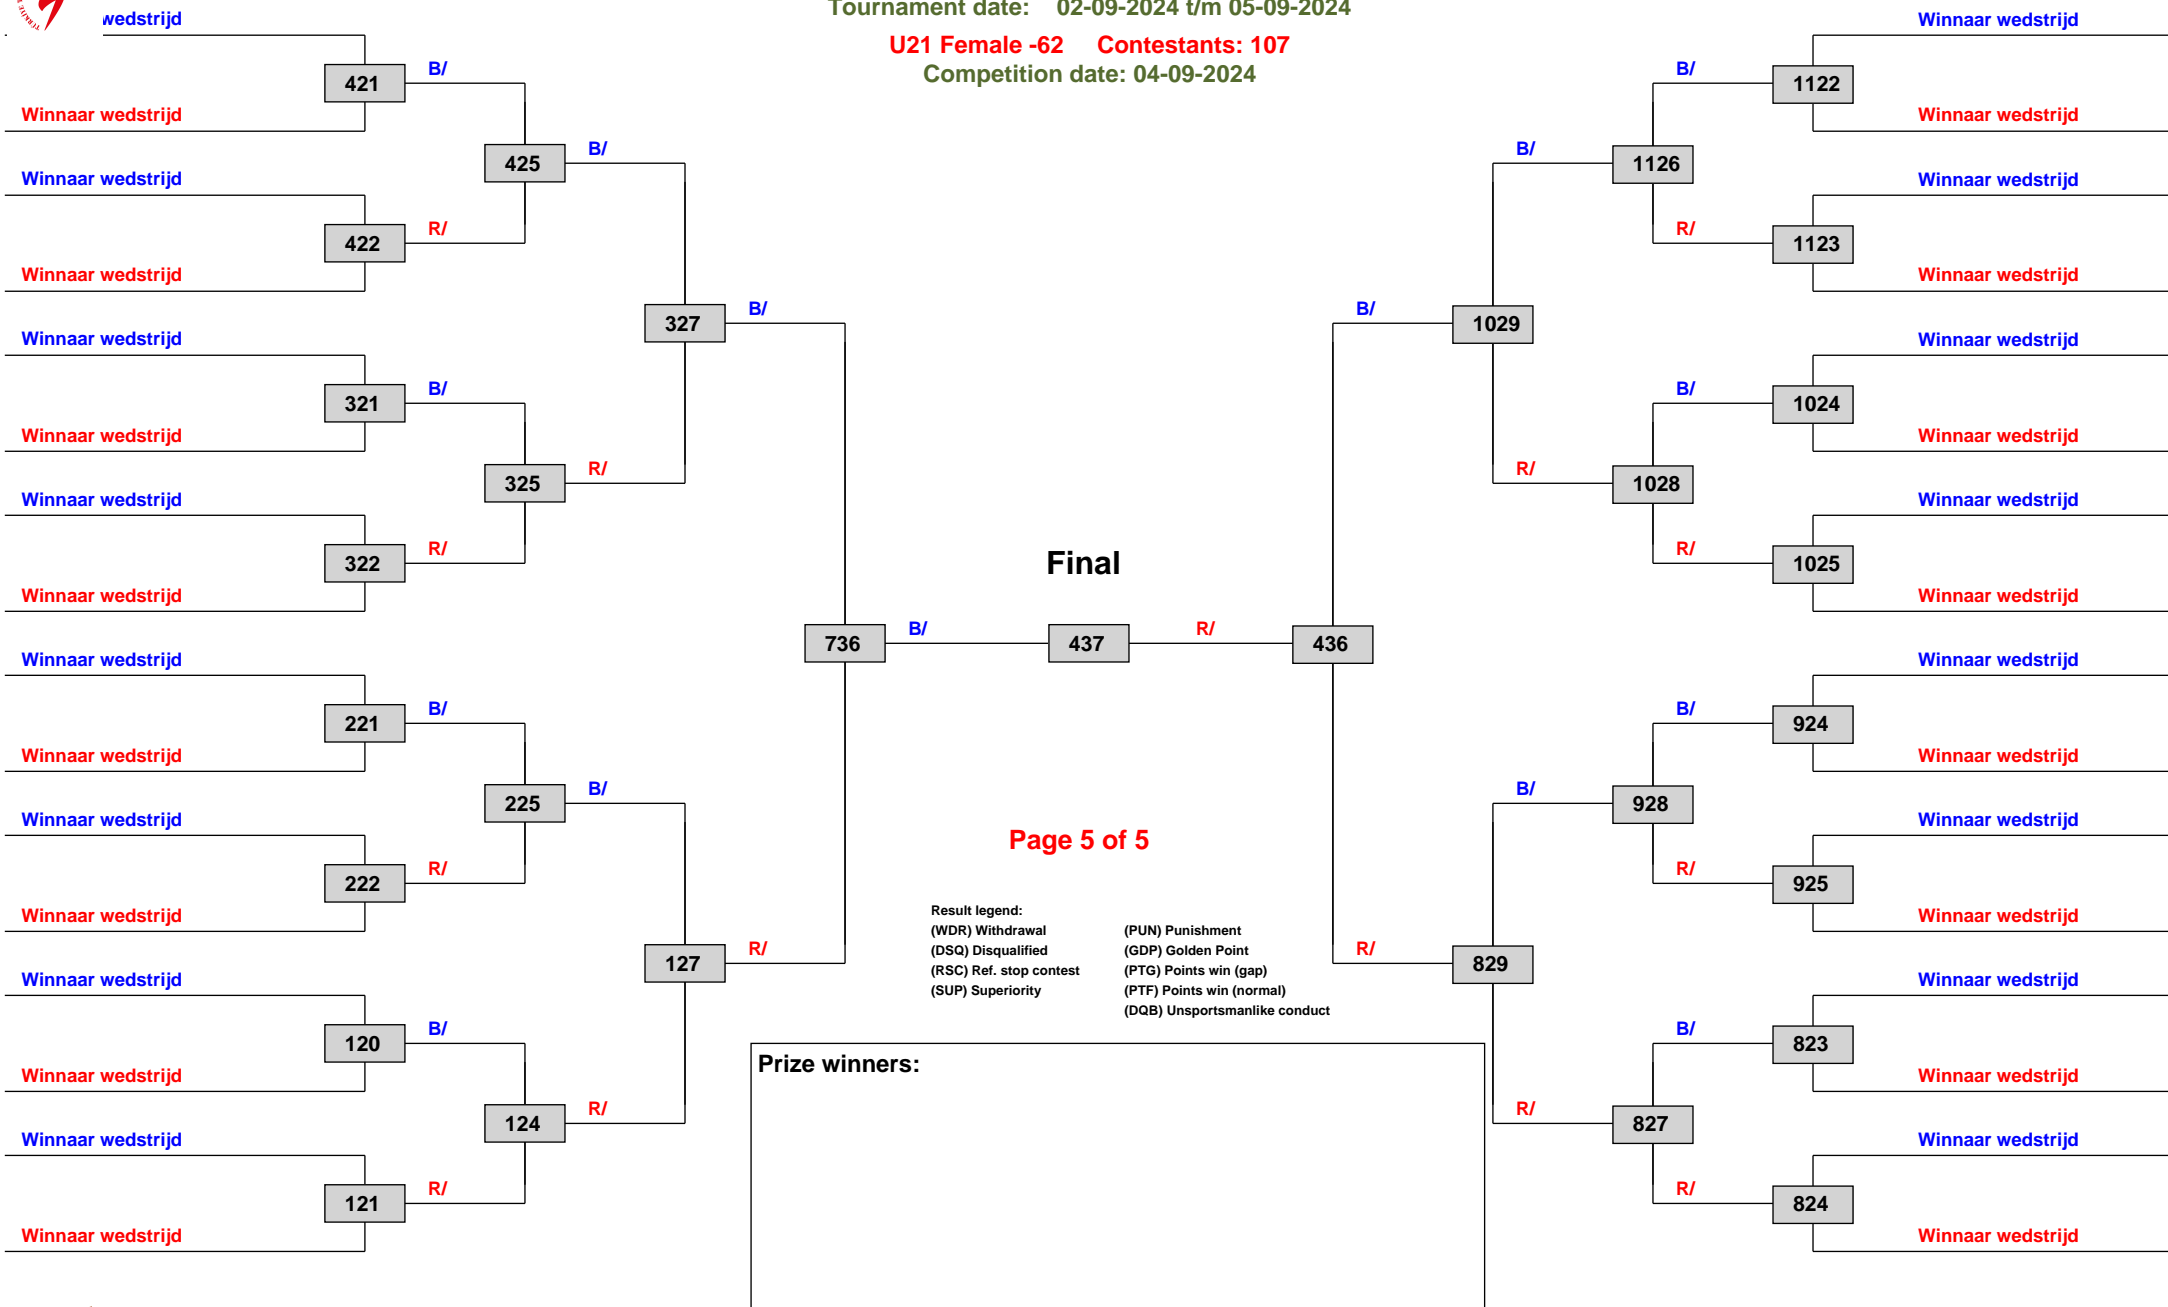 Tournament date: 02-09-2024 t/m 05-09-2024
U21 Female -62 Contestants: 107
Competition date: 04-09-2024
wedstrijd
421
B/
Winnaar wedstrijd
425
B/
Winnaar wedstrijd
422
R/
Winnaar wedstrijd
327
B/
Winnaar wedstrijd
321
B/
Winnaar wedstrijd
325
R/
Winnaar wedstrijd
322
R/
Winnaar wedstrijd
736
B/
Winnaar wedstrijd
221
B/
Winnaar wedstrijd
225
B/
Winnaar wedstrijd
222
R/
Winnaar wedstrijd
127
R/
Winnaar wedstrijd
120
B/
Winnaar wedstrijd
124
R/
Winnaar wedstrijd
121
R/
Winnaar wedstrijd
Final
437
R/
436
Winnaar wedstrijd
B/
1122
Winnaar wedstrijd
B/
1126
Winnaar wedstrijd
R/
1123
Winnaar wedstrijd
B/
1029
Winnaar wedstrijd
B/
1024
Winnaar wedstrijd
R/
1028
Winnaar wedstrijd
R/
1025
Winnaar wedstrijd
Winnaar wedstrijd
B/
924
Winnaar wedstrijd
B/
928
Winnaar wedstrijd
R/
925
Winnaar wedstrijd
R/
829
Winnaar wedstrijd
B/
823
Winnaar wedstrijd
R/
827
Winnaar wedstrijd
R/
824
Winnaar wedstrijd
Page 5 of 5
Result legend:
(WDR) Withdrawal (PUN) Punishment
(DSQ) Disqualified (GDP) Golden Point
(RSC) Ref. stop contest (PTG) Points win (gap)
(SUP) Superiority (PTF) Points win (normal)
(DQB) Unsportsmanlike conduct
Prize winners: